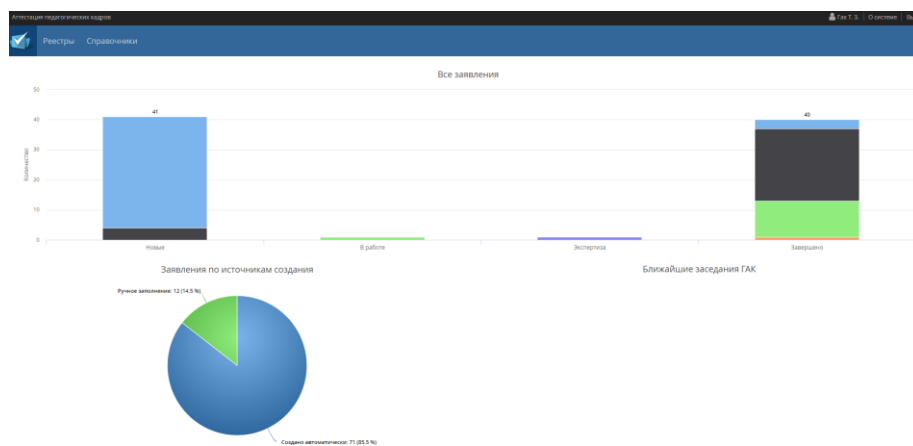 Аттестация педагогических кадров
Гак Т. З. | О системе
Реестры Справочники
Все заявления
50
41
40
40
Количество
30
20
10
0
Новые В работе Экспертиза Завершено
Заявления по источникам создания
Ближайшие заседания ГАК
Ручное заполнение: 12 (14.5 %)
Создано автоматически: 71 (85.5 %)